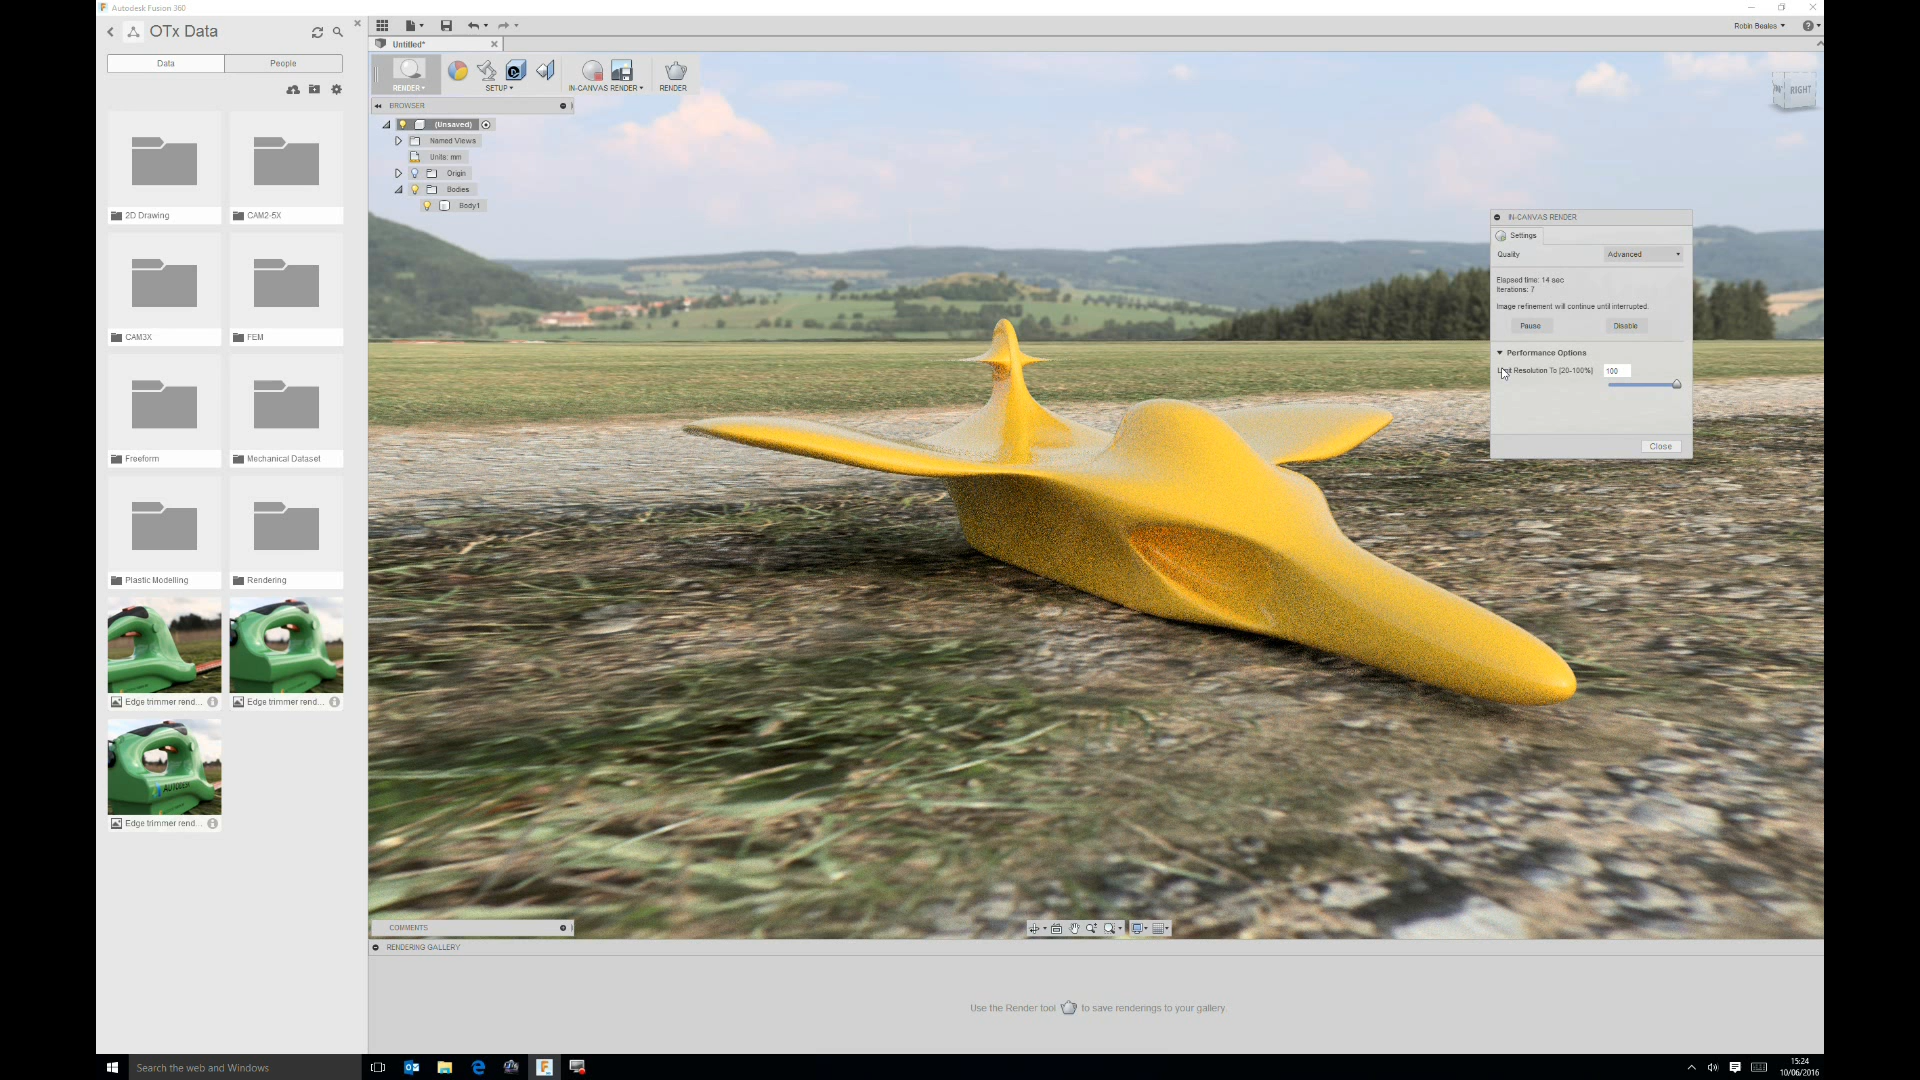 Autodesk Fusion 360
OTx Data
Data
People
2D Drawing
CAM2-5X
CAM3X
FEM
Freeform
Mechanical Dataset
Plastic Modelling
Rendering
Edge trimmer rend...
Edge trimmer rend...
AUTODESK
Edge trimmer rend...
Robin Beales
Untitled*
RENDER
SETUP
IN-CANVAS RENDER
RENDER
BROWSER
(Unsaved)
Named Views
Units: mm
Origin
Bodies
Body1
RIGHT
IN-CANVAS RENDER
Settings
Quality
Advanced
Elapsed time: 14 sec
Iterations: 7
Image refinement will continue until interrupted.
Pause
Disable
Performance Options
Limit Resolution To [20-100%]
100
Close
COMMENTS
RENDERING GALLERY
Use the Render tool to save renderings to your gallery.
Search the web and Windows
15:24
10/06/2016